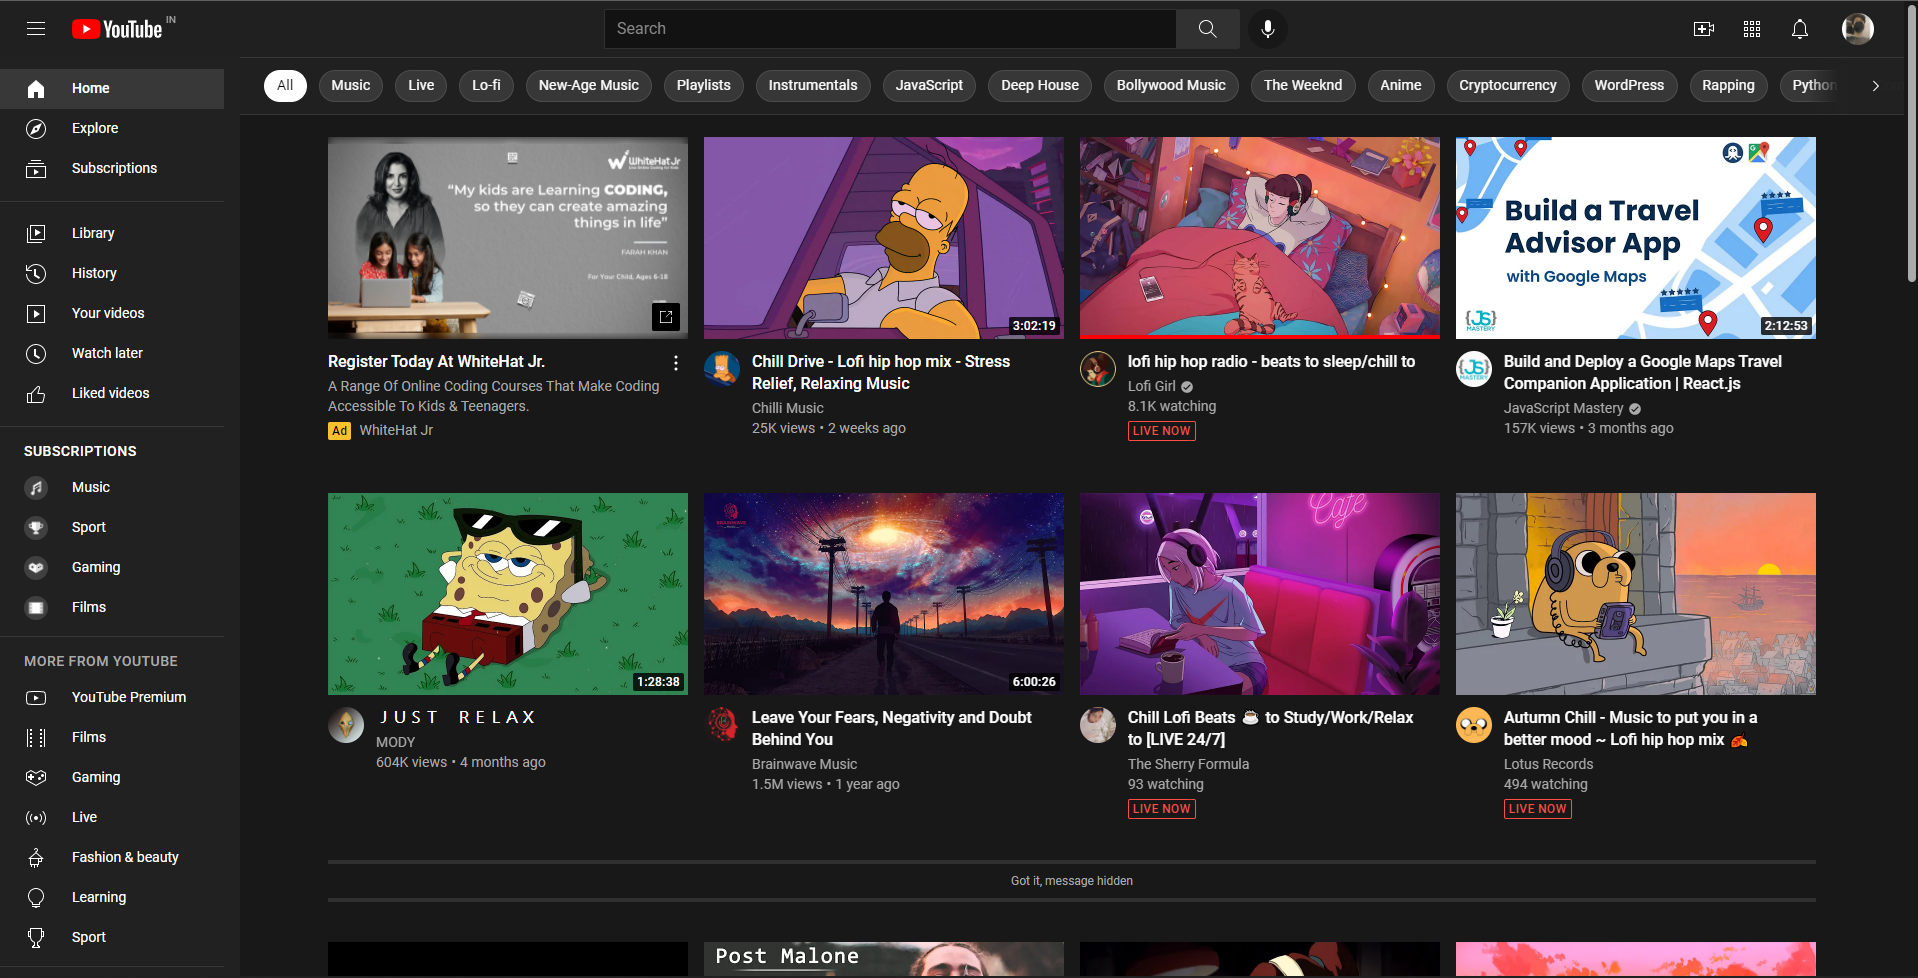 YouTube IN
Search
Home
Explore
Subscriptions
Library
History
Your videos
Watch later
Liked videos
SUBSCRIPTIONS
Music
Sport
Gaming
Films
MORE FROM YOUTUBE
YouTube Premium
Films
Gaming
Live
Fashion & beauty
Learning
Sport
All
Music
Live
Lo-fi
New-Age Music
Playlists
Instrumentals
JavaScript
Deep House
Bollywood Music
The Weeknd
Anime
Cryptocurrency
WordPress
Rapping
Python
WhiteHat Jr
"My kids are Learning CODING,
so they can create amazing
things in life"
FARAH KHAN
For Your Child, Ages 6-18
Register Today At WhiteHat Jr.
A Range Of Online Coding Courses That Make Coding
Accessible To Kids & Teenagers.
Ad WhiteHat Jr
3:02:19
Chill Drive - Lofi hip hop mix - Stress
Relief, Relaxing Music
Chilli Music
25K views • 2 weeks ago
lofi hip hop radio - beats to sleep/chill to
Lofi Girl
8.1K watching
LIVE NOW
Build a Travel
Advisor App
with Google Maps
{JS}
MASTERY
2:12:53
Build and Deploy a Google Maps Travel
Companion Application | React.js
JavaScript Mastery
157K views • 3 months ago
1:28:38
JUST RELAX
MODY
604K views • 4 months ago
BRAINWAVE
6:00:26
Leave Your Fears, Negativity and Doubt
Behind You
Brainwave Music
1.5M views • 1 year ago
Cafe
Chill Lofi Beats ☕ to Study/Work/Relax
to [LIVE 24/7]
The Sherry Formula
93 watching
LIVE NOW
Autumn Chill - Music to put you in a
better mood ~ Lofi hip hop mix 🍂
Lotus Records
494 watching
LIVE NOW
Got it, message hidden
Post Malone